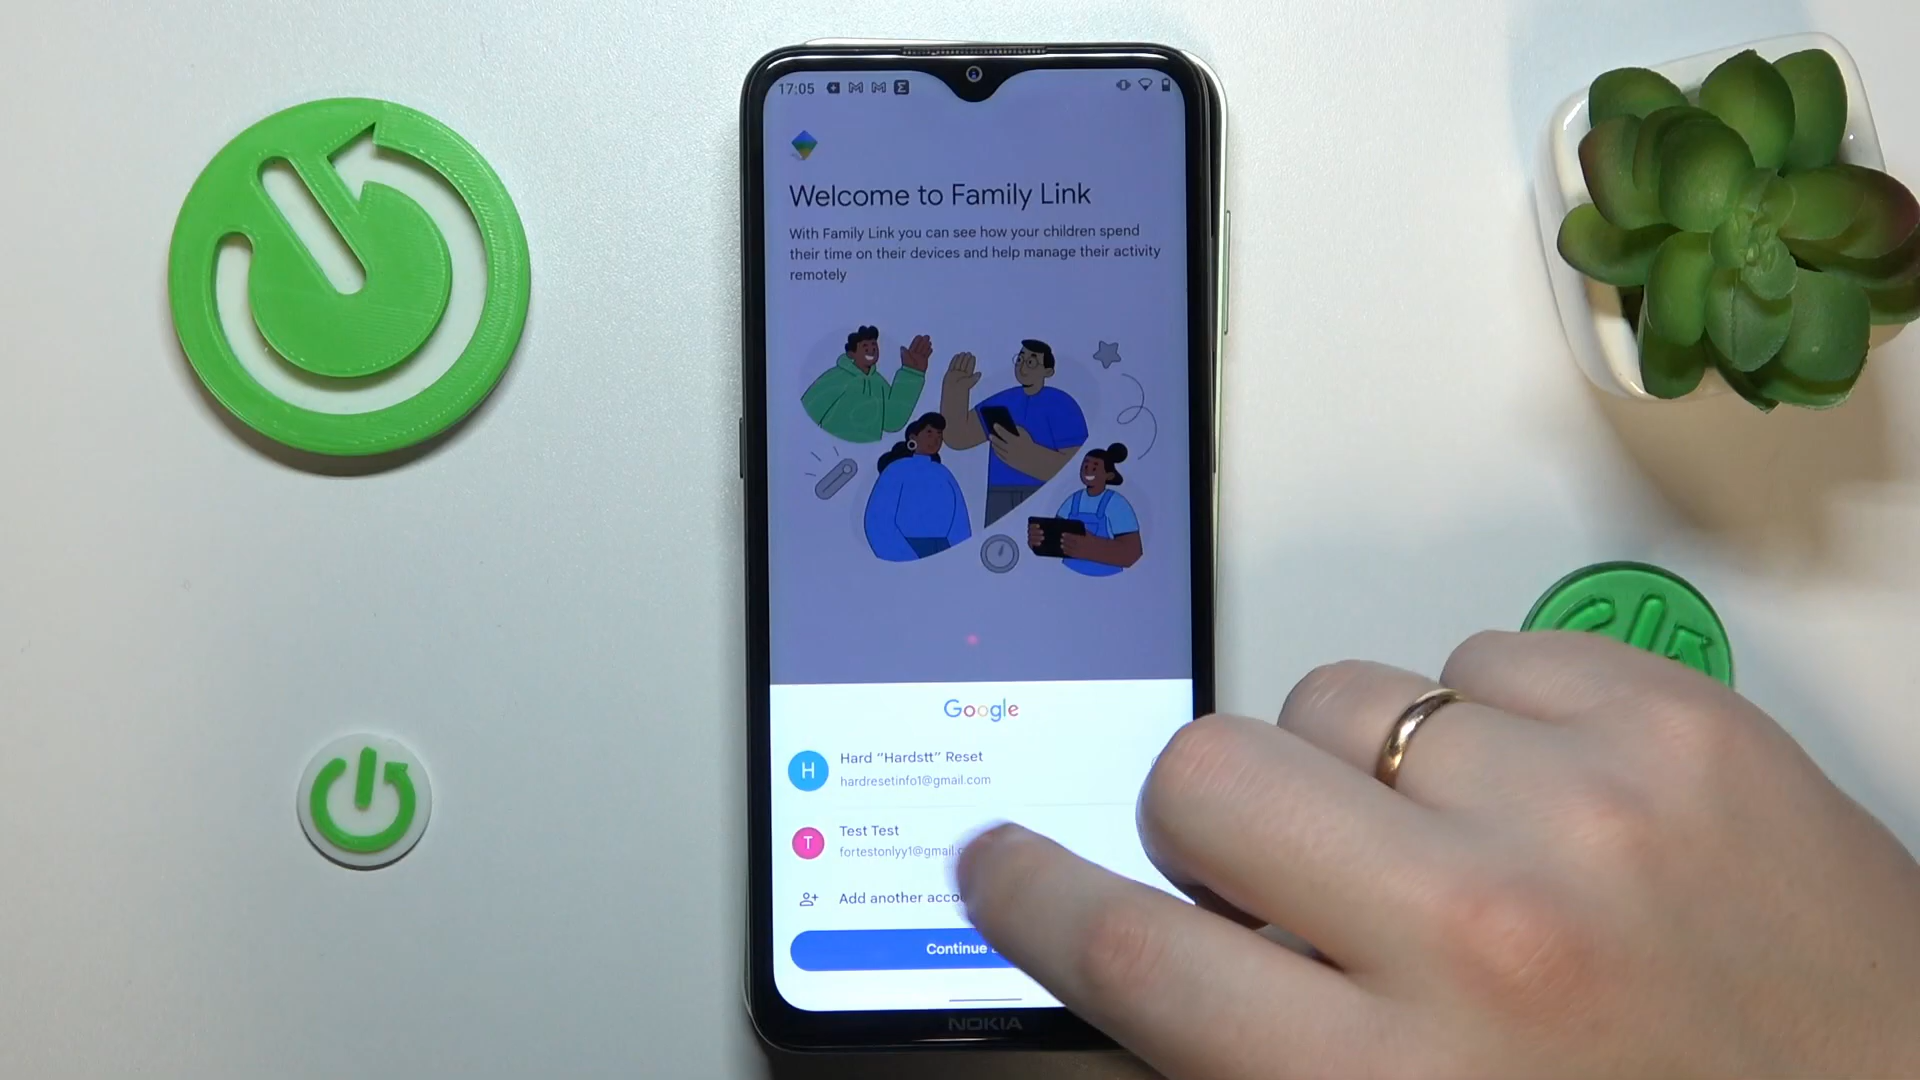 17:05
Welcome to Family Link
With Family Link you can see how your children spend
their time on their devices and help manage their activity
remotely
Google
H
Hard “Hardstt” Reset
hardresetinfo1@gmail.com
T
Test Test
fortestonlyy1@gmail.
Add another
Continue
NOKIA